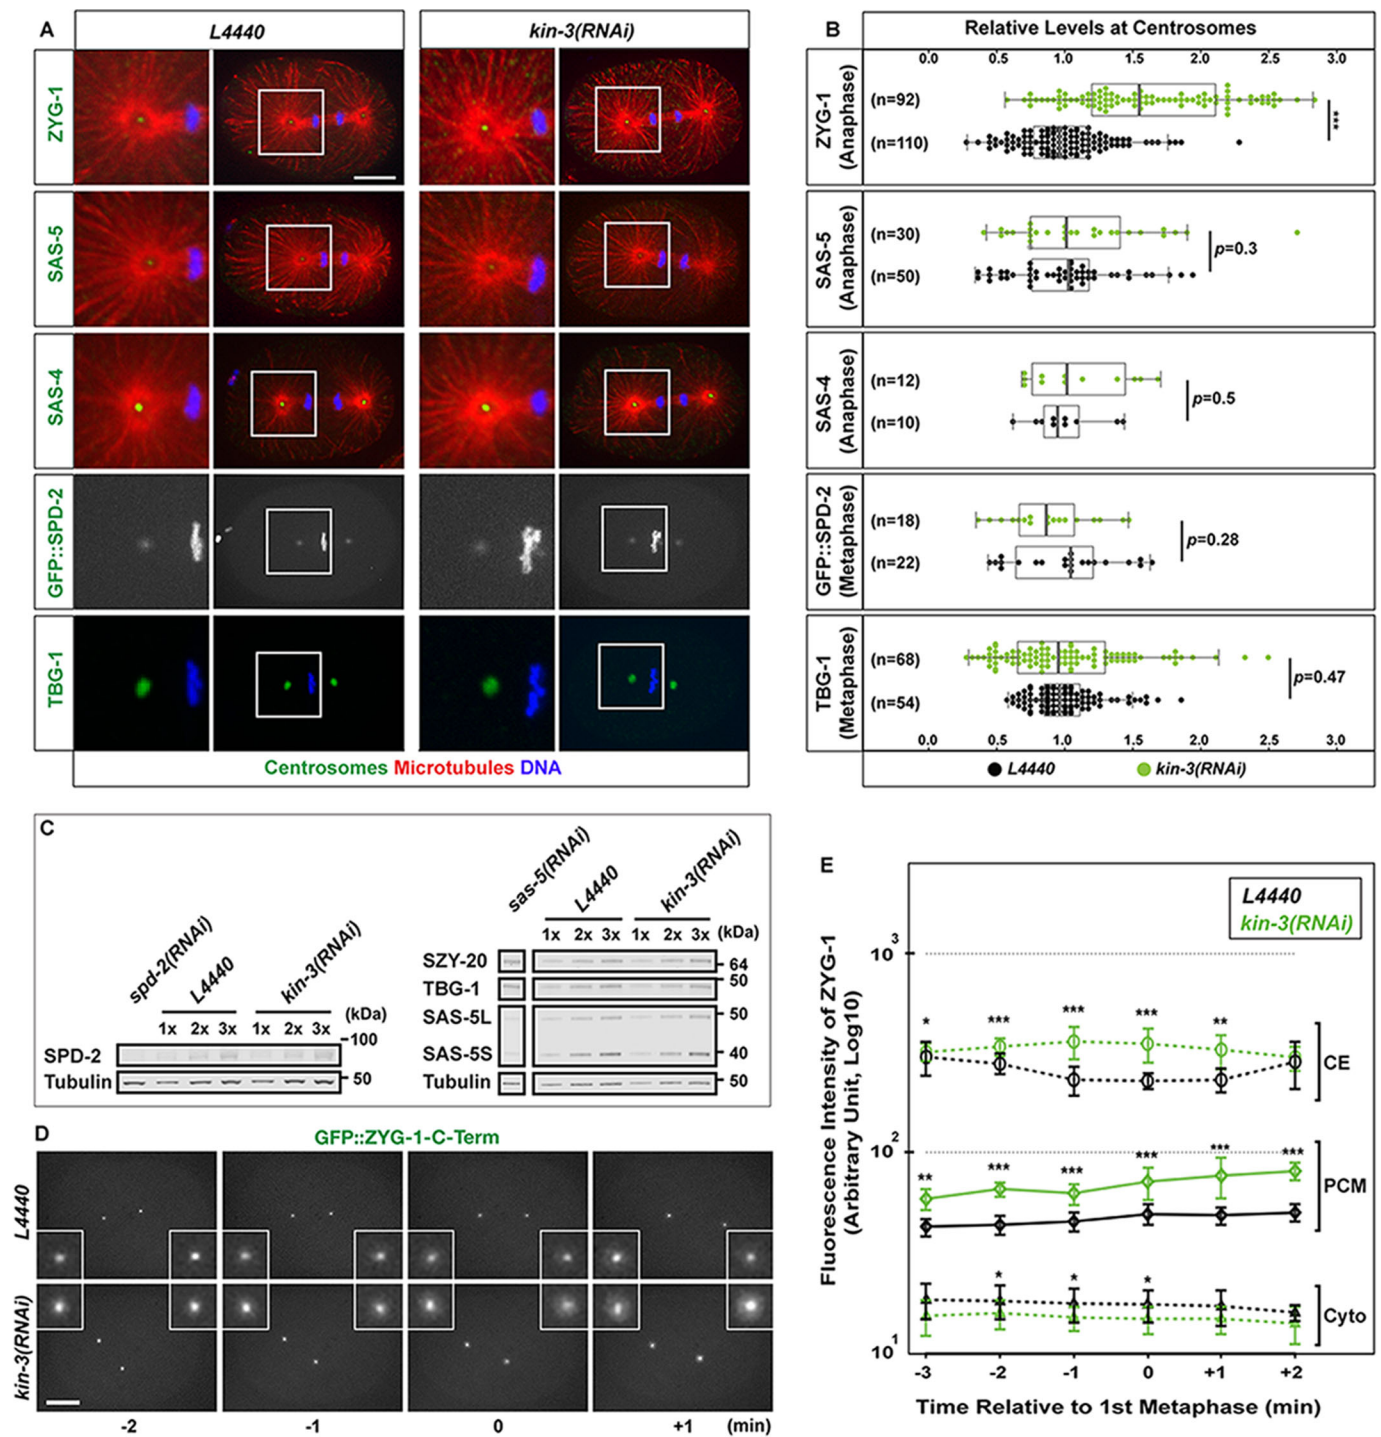 A
L4440
kin-3(RNAi)
ZYG-1
SAS-5
SAS-4
GFP::SPD-2
TBG-1
Centrosomes Microtubules DNA
B
Relative Levels at Centrosomes
0.0 0.5 1.0 1.5 2.0 2.5 3.0
ZYG-1
(Anaphase)
(n=92)
(n=110)
***
SAS-5
(Anaphase)
(n=30)
(n=50)
p=0.3
SAS-4
(Anaphase)
(n=12)
(n=10)
p=0.5
GFP::SPD-2
(Metaphase)
(n=18)
(n=22)
p=0.28
TBG-1
(Metaphase)
(n=68)
(n=54)
p=0.47
0.0 0.5 1.0 1.5 2.0 2.5 3.0
L4440 kin-3(RNAi)
C
spd-2(RNAi)
L4440
kin-3(RNAi)
1x 2x 3x 1x 2x 3x
(kDa)
100
SPD-2
Tubulin
50
sas-5(RNAi)
L4440
kin-3(RNAi)
1x 2x 3x 1x 2x 3x (kDa)
SZY-20
64
50
TBG-1
SAS-5L
50
SAS-5S
40
Tubulin
50
D
GFP::ZYG-1-C-Term
L4440
kin-3(RNAi)
-2 -1 0 +1 (min)
E
L4440
kin-3(RNAi)
Fluorescence Intensity of ZYG-1
(Arbitrary Unit, Log10)
10^3
10^2
10^1
* *** *** *** **
CE
** *** *** *** *** ***
PCM
* * *
Cyto
-3 -2 -1 0 +1 +2
Time Relative to 1st Metaphase (min)